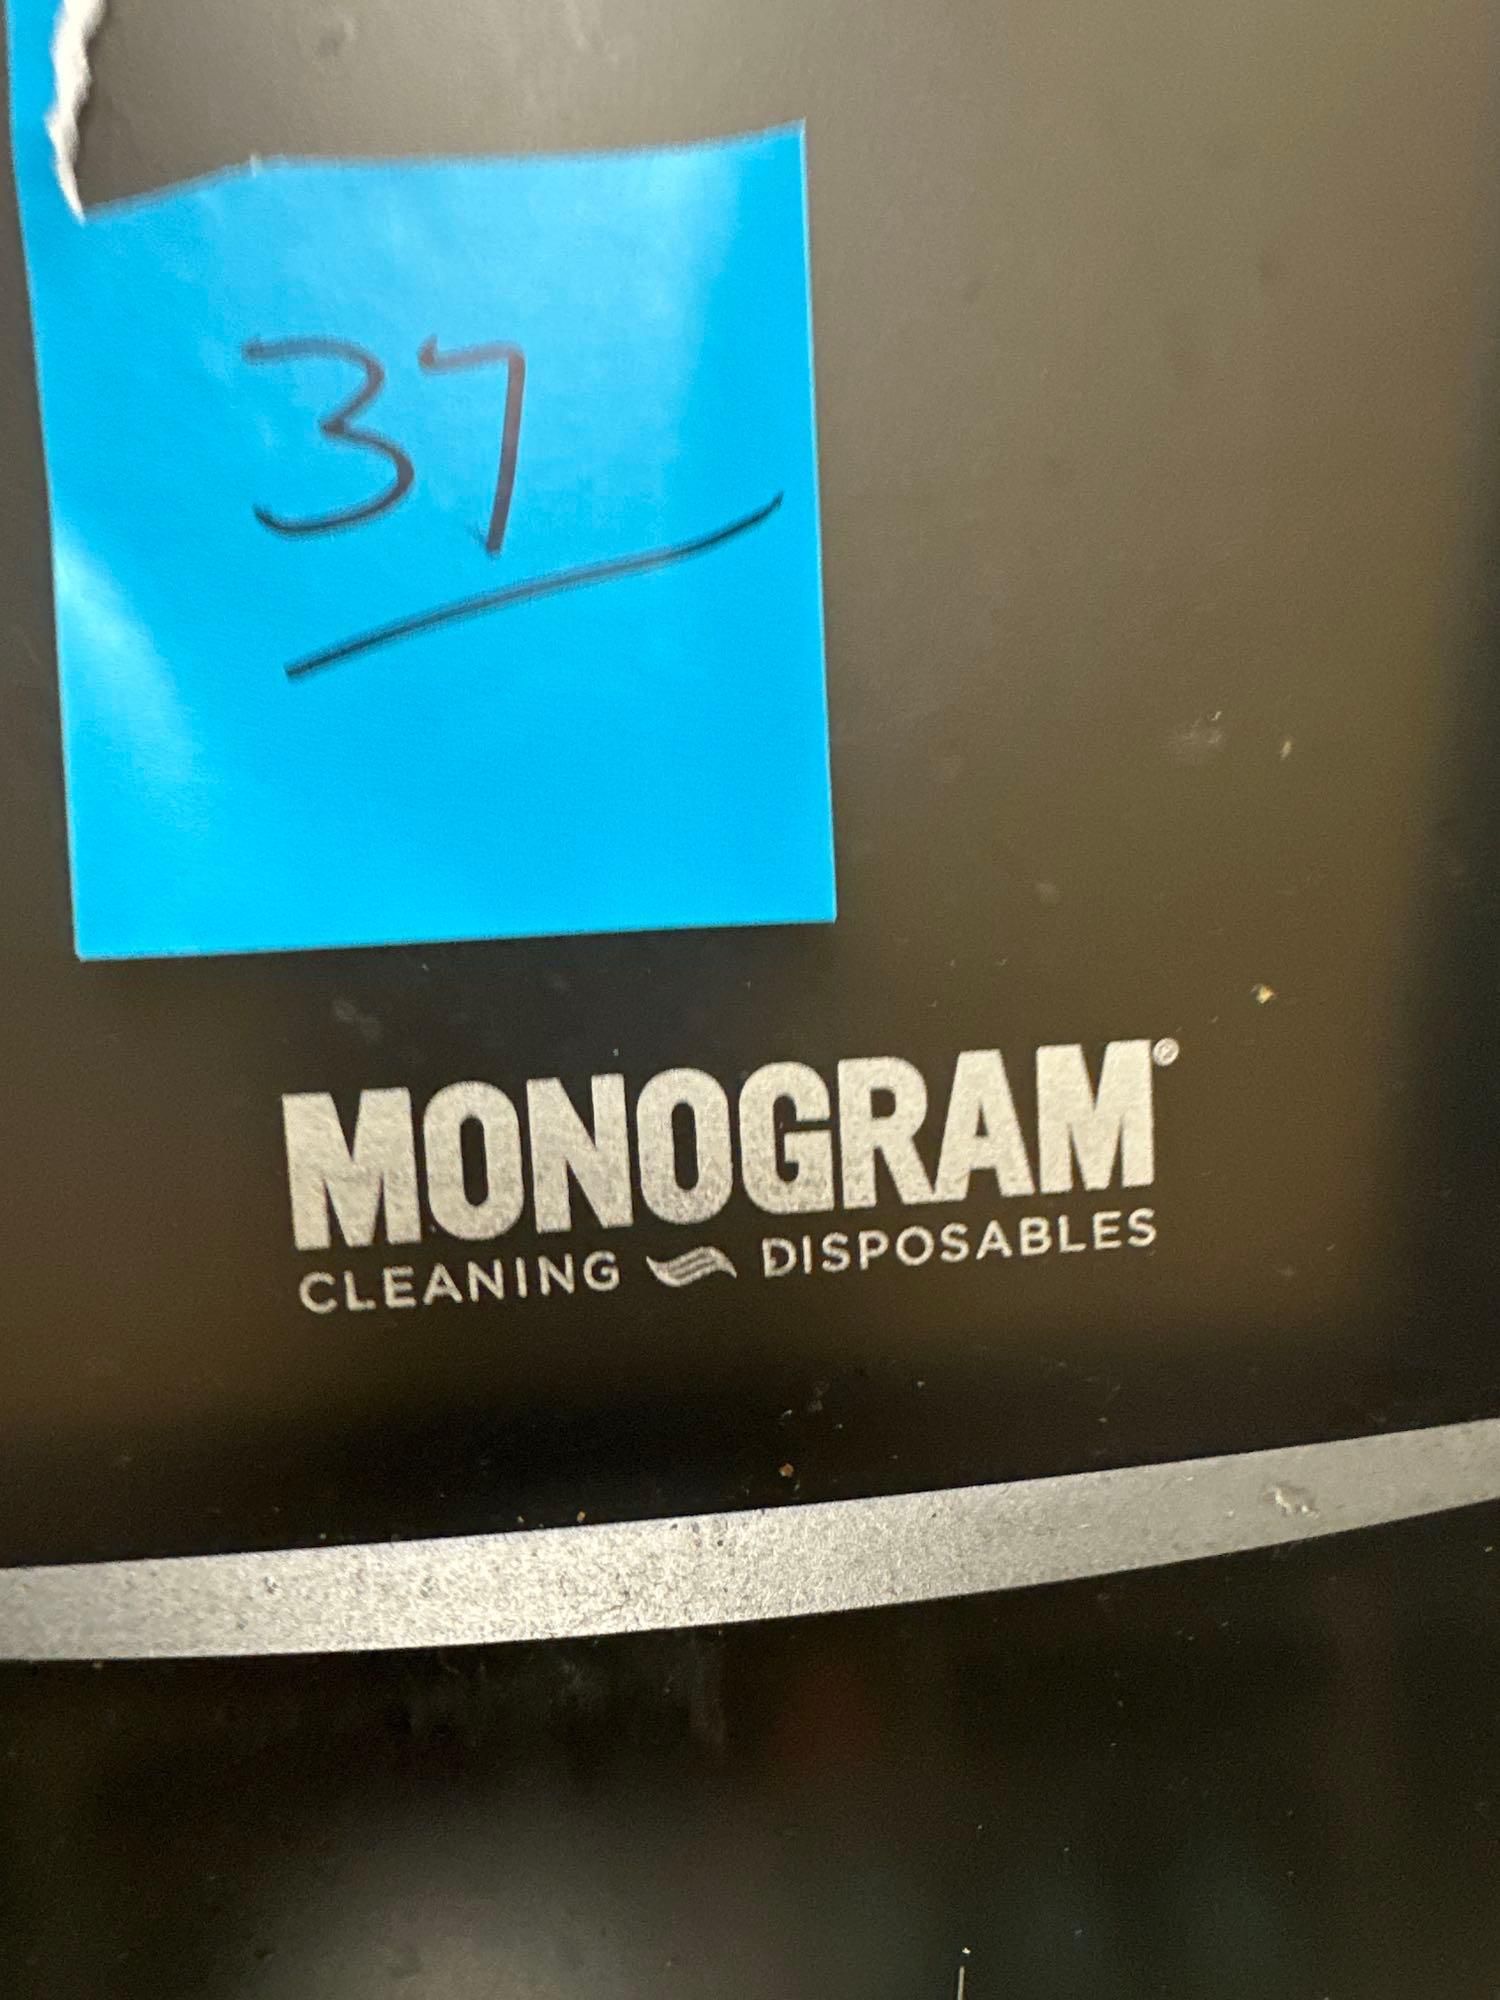 37
MONOGRAM®
CLEANING DISPOSABLES